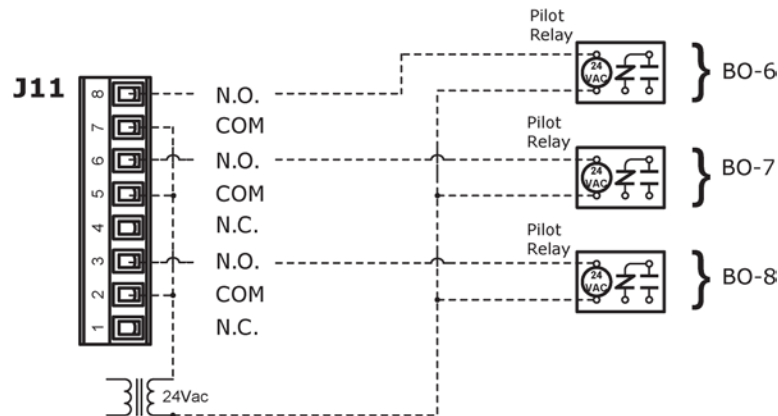 Pilot
Relay
24
VAC
BO-6
J11
8 N.O.
7 COM
6 N.O.
5 COM
4 N.C.
3 N.O.
2 COM
1 N.C.
Pilot
Relay
24
VAC
BO-7
Pilot
Relay
24
VAC
BO-8
24Vac